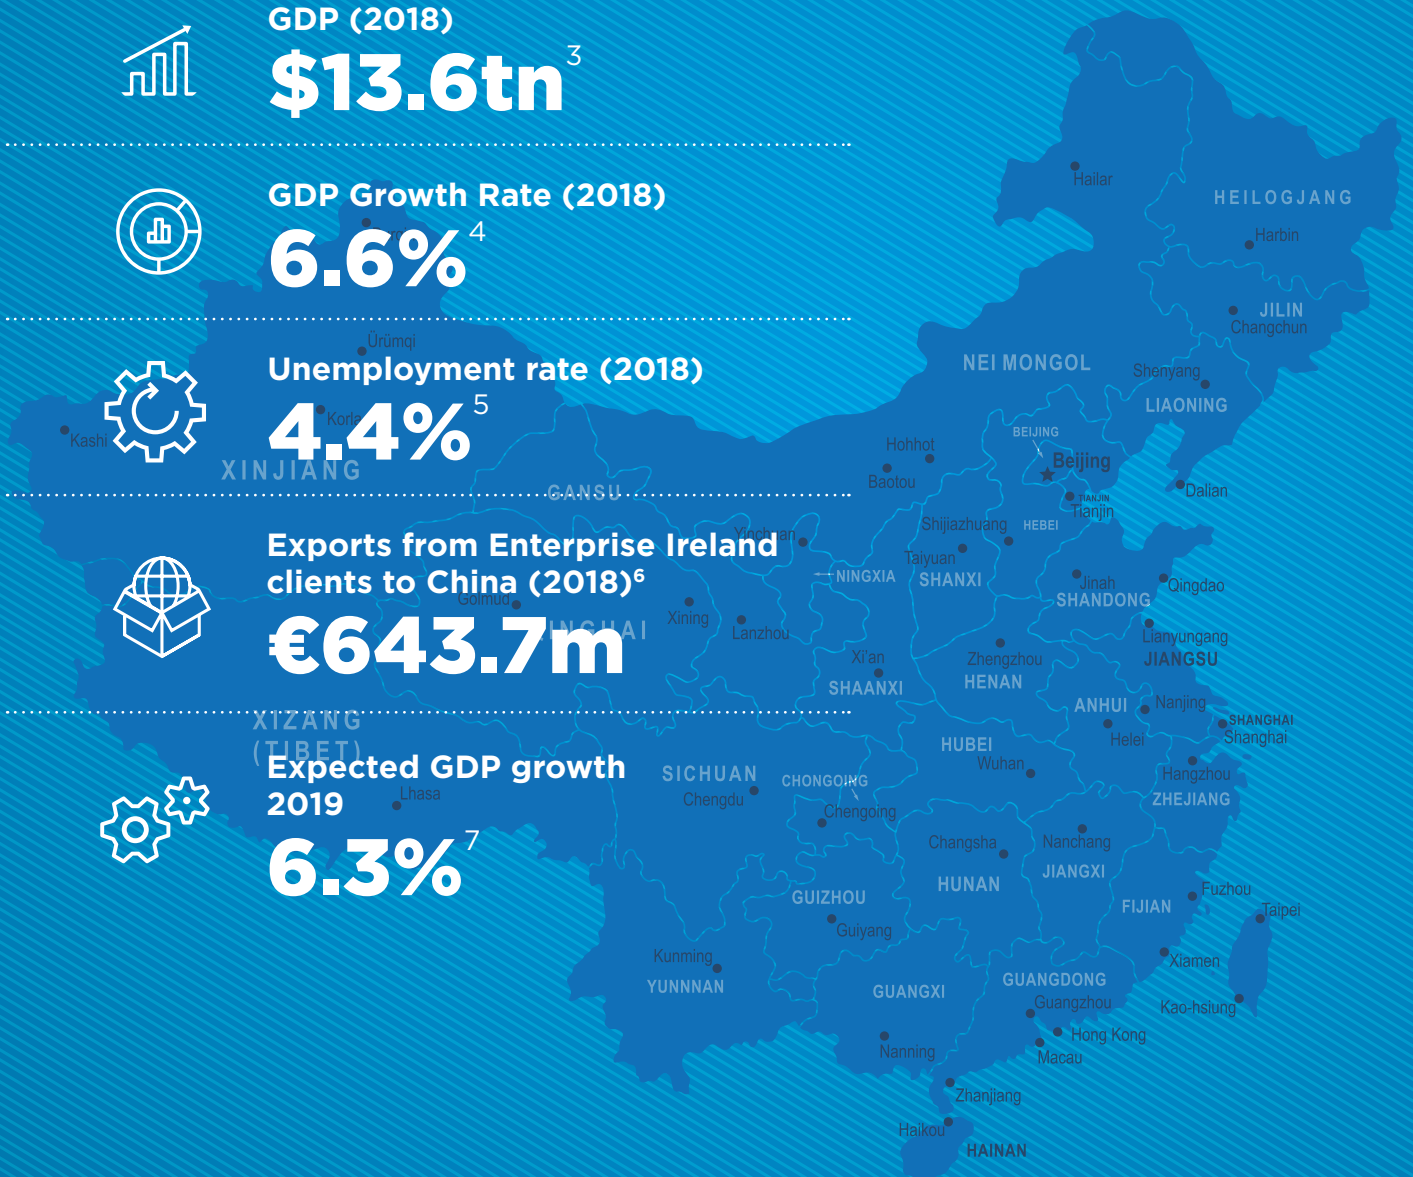 GDP (2018)
$13.6tn3
GDP Growth Rate (2018)
6.6%4
Unemployment rate (2018)
4.4%5
Exports from Enterprise Ireland
clients to China (2018)6
€643.7m
Expected GDP growth
2019
6.3%7
Hailar
HEILOGJANG
Harbin
JILIN
Changchun
NEI MONGOL
Shenyang
LIAONING
Ürümqi
Korla
Kashi
XINJIANG
BEIJING
Beijing
Hohhot
Baotou
Dalian
TIANJIN
Tianjin
GANSU
Yinchuan
Shijiazhuang
HEBEI
Taiyuan
SHANXI
NINGXIA
Jinah
SHANDONG
Qingdao
Golmud
Xining
Lanzhou
Lianyungang
JIANGSU
Xi'an
SHAANXI
Zhengzhou
HENAN
ANHUI
Nanjing
Helei
SHANGHAI
Shanghai
XIZANG
(TIBET)
Lhasa
SICHUAN
Chengdu
CHONGOING
Chengoing
HUBEI
Wuhan
Hangzhou
ZHEJIANG
Changsha
HUNAN
Nanchang
JIANGXI
GUIZHOU
Guiyang
FIJIAN
Fuzhou
Taipei
Xiamen
Kao-hsiung
Kunming
YUNNNAN
GUANGXI
Nanning
GUANGDONG
Guangzhou
Hong Kong
Macau
Zhanjiang
Haikou
HAINAN